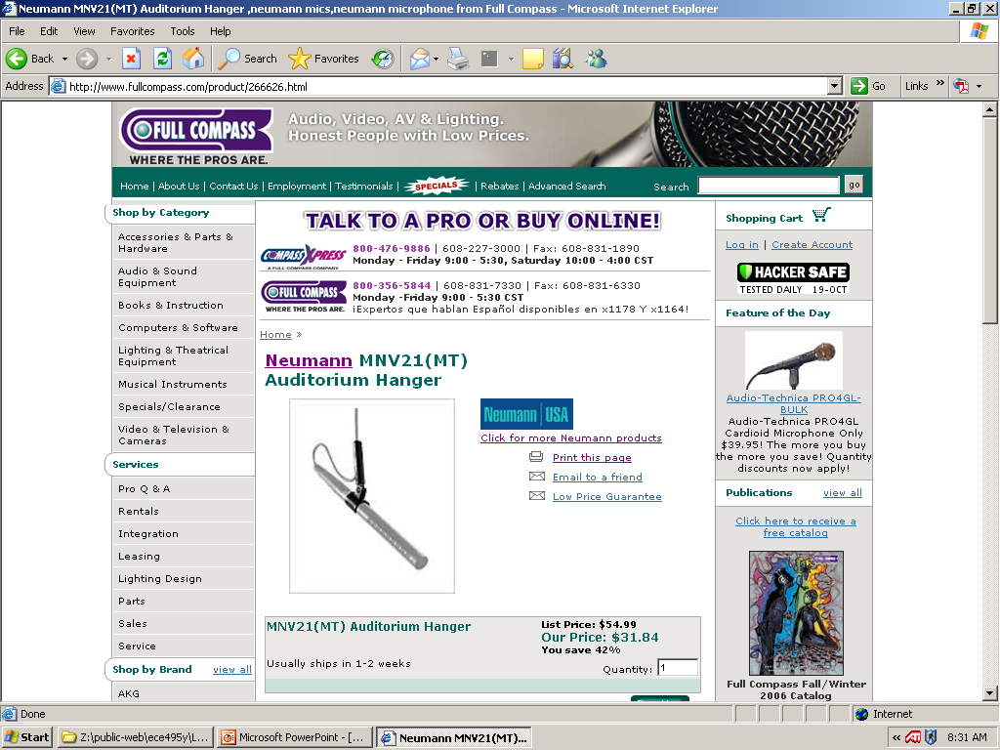 Neumann MNV21(MT) Auditorium Hanger ,neumann mics,neumann microphone from Full Compass - Microsoft Internet Explorer
File Edit View Favorites Tools Help
Back Search Favorites
Address http://www.fullcompass.com/product/266626.html Go Links »
FULL COMPASS
WHERE THE PROS ARE.
Audio, Video, AV & Lighting.
Honest People with Low Prices.
Home | About Us | Contact Us | Employment | Testimonials | SPECIALS | Rebates | Advanced Search Search go
Shop by Category
Accessories & Parts &
Hardware
Audio & Sound
Equipment
Books & Instruction
Computers & Software
Lighting & Theatrical
Equipment
Musical Instruments
Specials/Clearance
Video & Television &
Cameras
Services
Pro Q & A
Rentals
Integration
Leasing
Lighting Design
Parts
Sales
Service
Shop by Brand view all
AKG
TALK TO A PRO OR BUY ONLINE!
COMPASS XPRESS
A FULL COMPASS COMPANY
800-476-9886 | 608-227-3000 | Fax: 608-831-1890
Monday - Friday 9:00 - 5:30, Saturday 10:00 - 4:00 CST
FULL COMPASS
WHERE THE PROS ARE.
800-356-5844 | 608-831-7330 | Fax: 608-831-6330
Monday -Friday 9:00 - 5:30 CST
¡Expertos que hablan Español disponibles en x1178 Y x1164!
Home »
Neumann MNV21(MT)
Auditorium Hanger
Neumann | USA
Click for more Neumann products
Print this page
Email to a friend
Low Price Guarantee
MNV21(MT) Auditorium Hanger
List Price: $54.99
Our Price: $31.84
You save 42%
Usually ships in 1-2 weeks
Quantity: 1
Shopping Cart
Log in | Create Account
HACKER SAFE
TESTED DAILY 19-OCT
Feature of the Day
Audio-Technica PRO4GL-
BULK
Audio-Technica PRO4GL
Cardioid Microphone Only
$39.95! The more you buy
the more you save! Quantity
discounts now apply!
Publications view all
Click here to receive a
free catalog
Full Compass Fall/Winter
2006 Catalog
Done Internet
Start Z:\public-web\ece495y\L... Microsoft PowerPoint - [... Neumann MNV21(MT)... « 8:31 AM